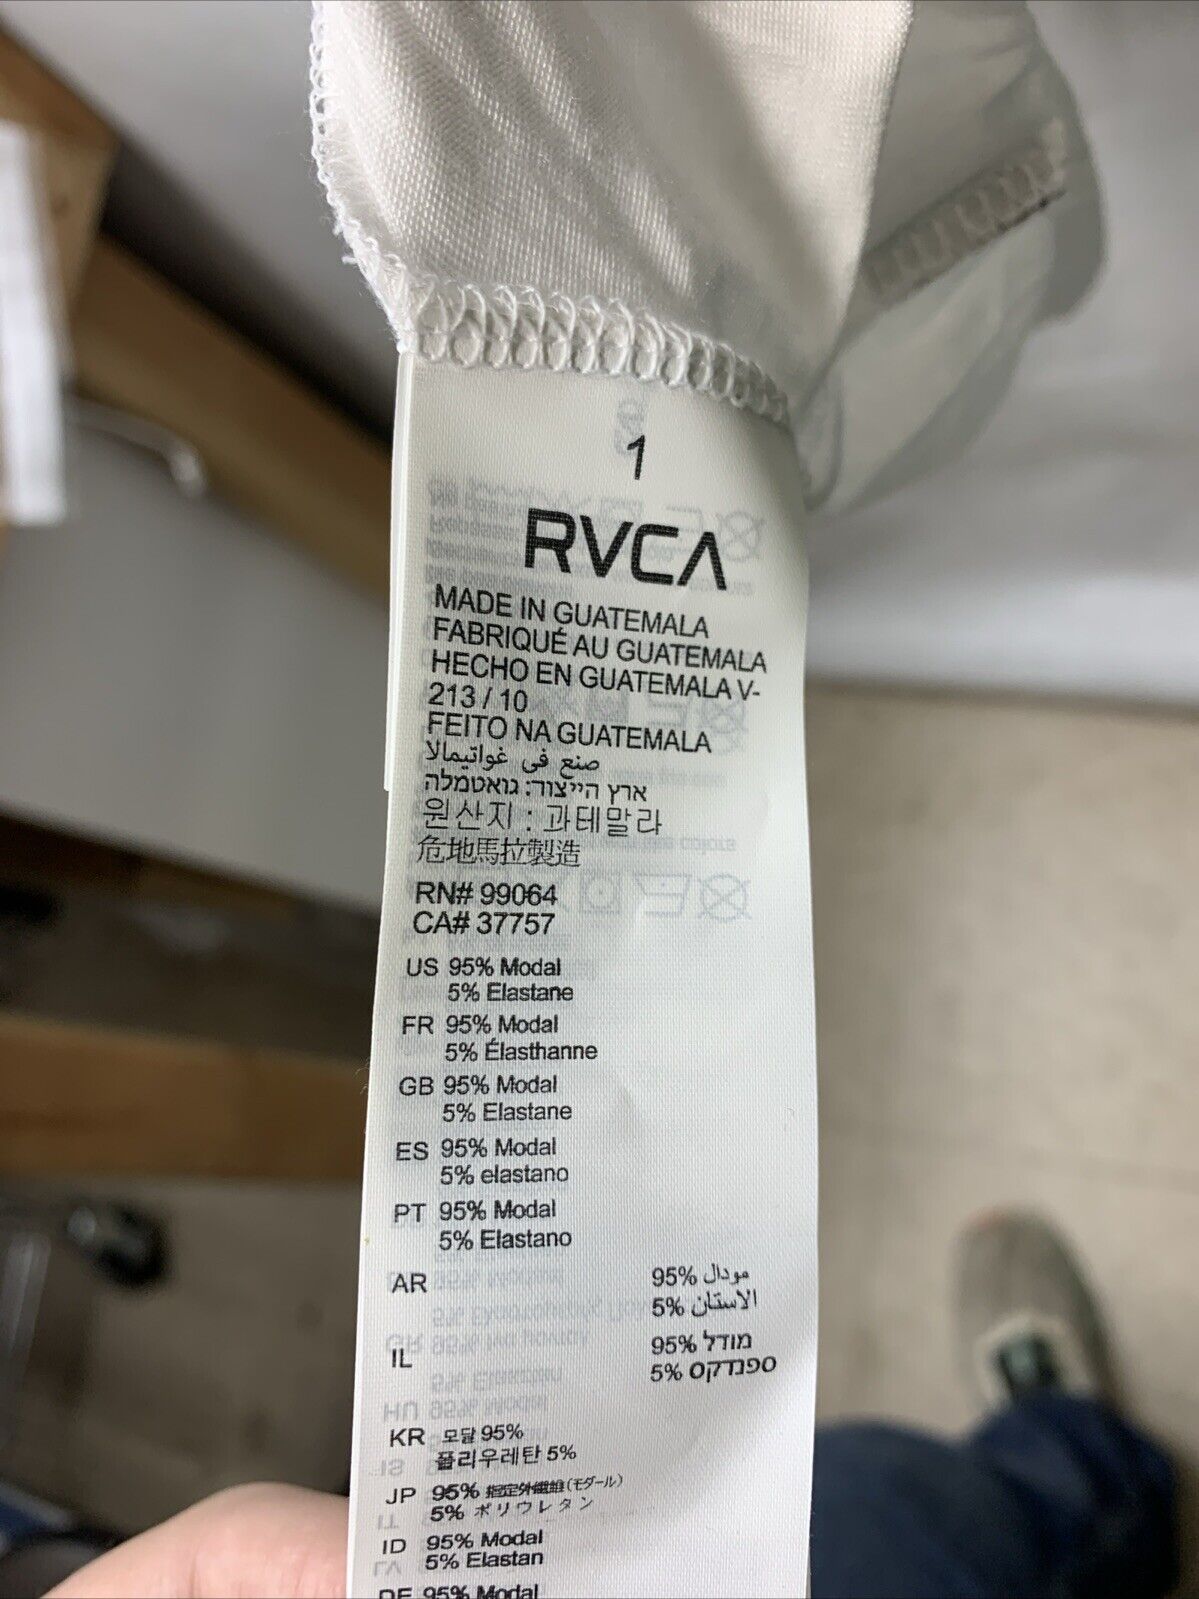 1
RVCA
MADE IN GUATEMALA
FABRIQUÉ AU GUATEMALA
HECHO EN GUATEMALA V-
213 / 10
FEITO NA GUATEMALA
صنع في غواتيمالا
ארץ הייצור: גואטמלה
원산지 : 과테말라
危地馬拉製造
RN# 99064
CA# 37757
US 95% Modal
5% Elastane
FR 95% Modal
5% Élasthanne
GB 95% Modal
5% Elastane
ES 95% Modal
5% elastano
PT 95% Modal
5% Elastano
AR 95% مودال
5% الاستان
IL 95% מודל
5% ספנדקס
KR 모달 95%
폴리우레탄 5%
JP 95% 指定外繊維(モダール)
5% ポリウレタン
ID 95% Modal
5% Elastan
DE 95% Modal